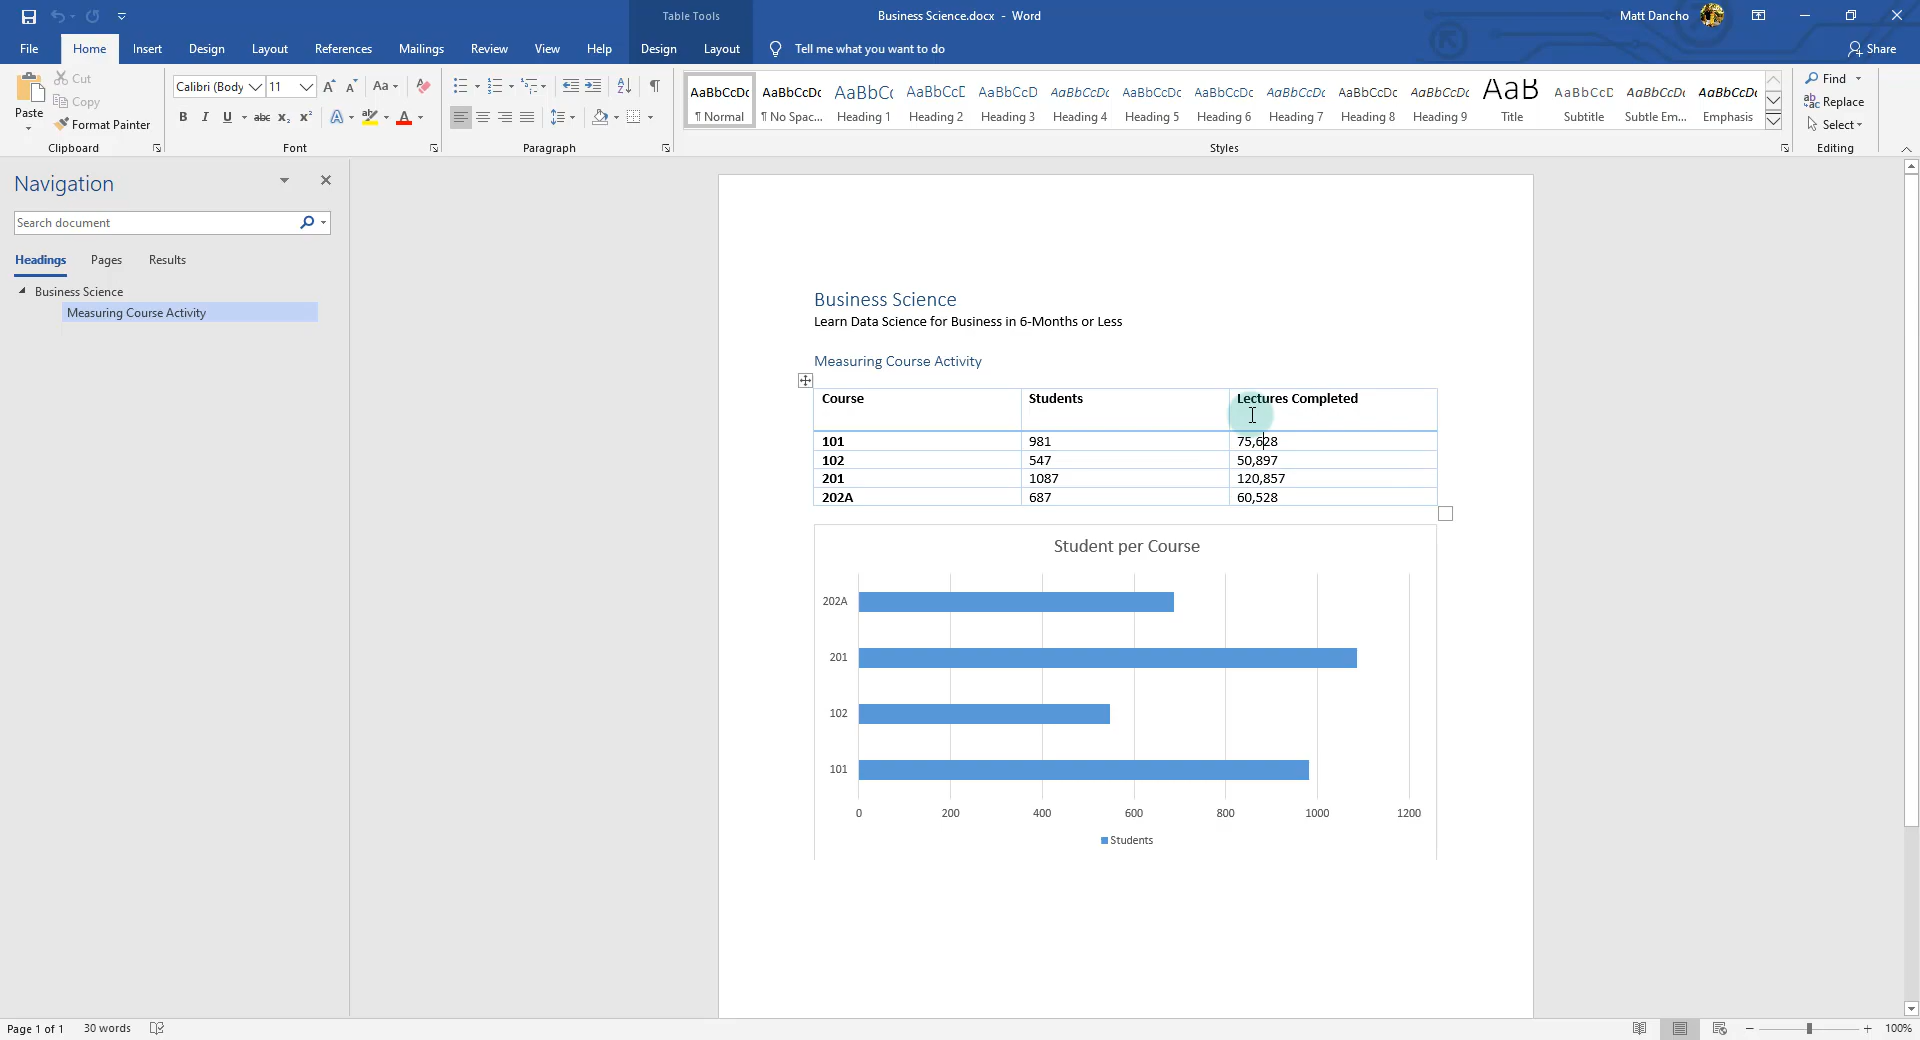 Table Tools
Business Science.docx - Word
Matt Dancho
File Home Insert Design Layout References Mailings Review View Help Design Layout Tell me what you want to do Share
Paste
Cut
Copy
Format Painter
Clipboard
Calibri (Body 11
Font
Paragraph
AaBbCcDc AaBbCcDc AaBbCc AaBbCcE AaBbCcD AaBbCcDc AaBbCcDc AaBbCcDc AaBbCcDc AaBbCcDc AaBbCcDc AaB AaBbCcD AaBbCcDc AaBbCcDc
¶ Normal ¶ No Spac... Heading 1 Heading 2 Heading 3 Heading 4 Heading 5 Heading 6 Heading 7 Heading 8 Heading 9 Title Subtitle Subtle Em... Emphasis
Styles
Find
Replace
Select
Editing
Navigation
Search document
Headings Pages Results
Business Science
Measuring Course Activity
Business Science
Learn Data Science for Business in 6-Months or Less
Measuring Course Activity
Course Students Lectures Completed
101 981 75,628
102 547 50,897
201 1087 120,857
202A 687 60,528
Student per Course
202A
201
102
101
0 200 400 600 800 1000 1200
Students
Page 1 of 1 30 words
100%